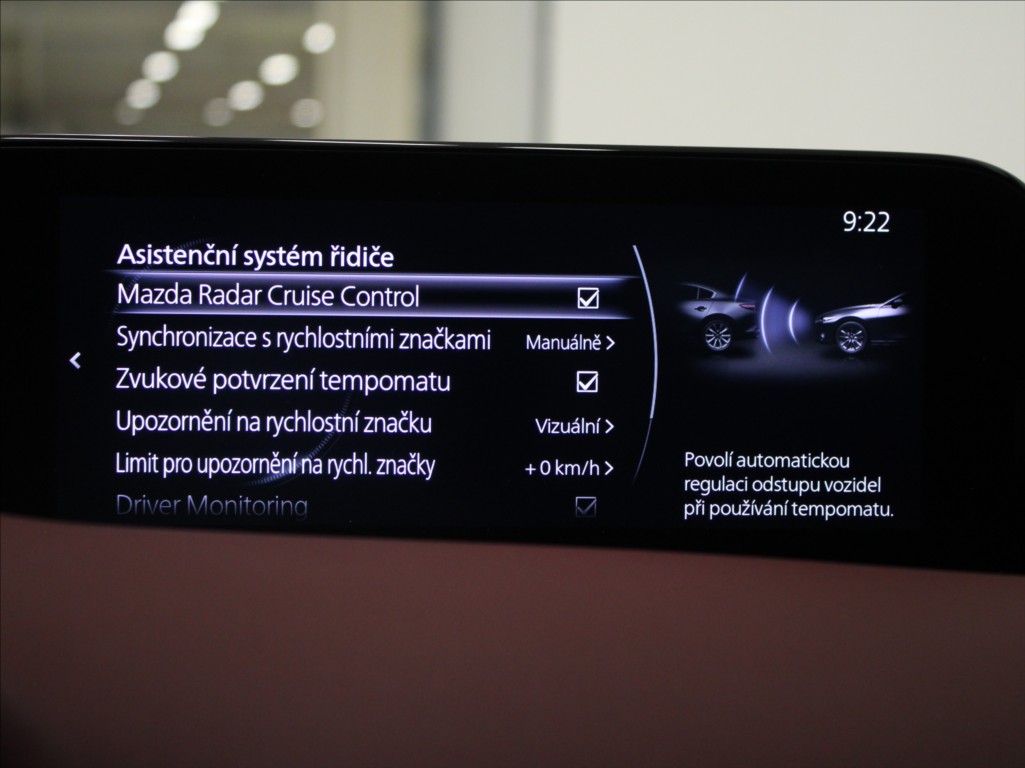 9:22
Asistenční systém řidiče
Mazda Radar Cruise Control
Synchronizace s rychlostními značkami Manuálně
Zvukové potvrzení tempomatu
Upozornění na rychlostní značku Vizuální
Limit pro upozornění na rychl. značky + 0 km/h
Driver Monitoring
Povolí automatickou
regulaci odstupu vozidel
při používání tempomatu.